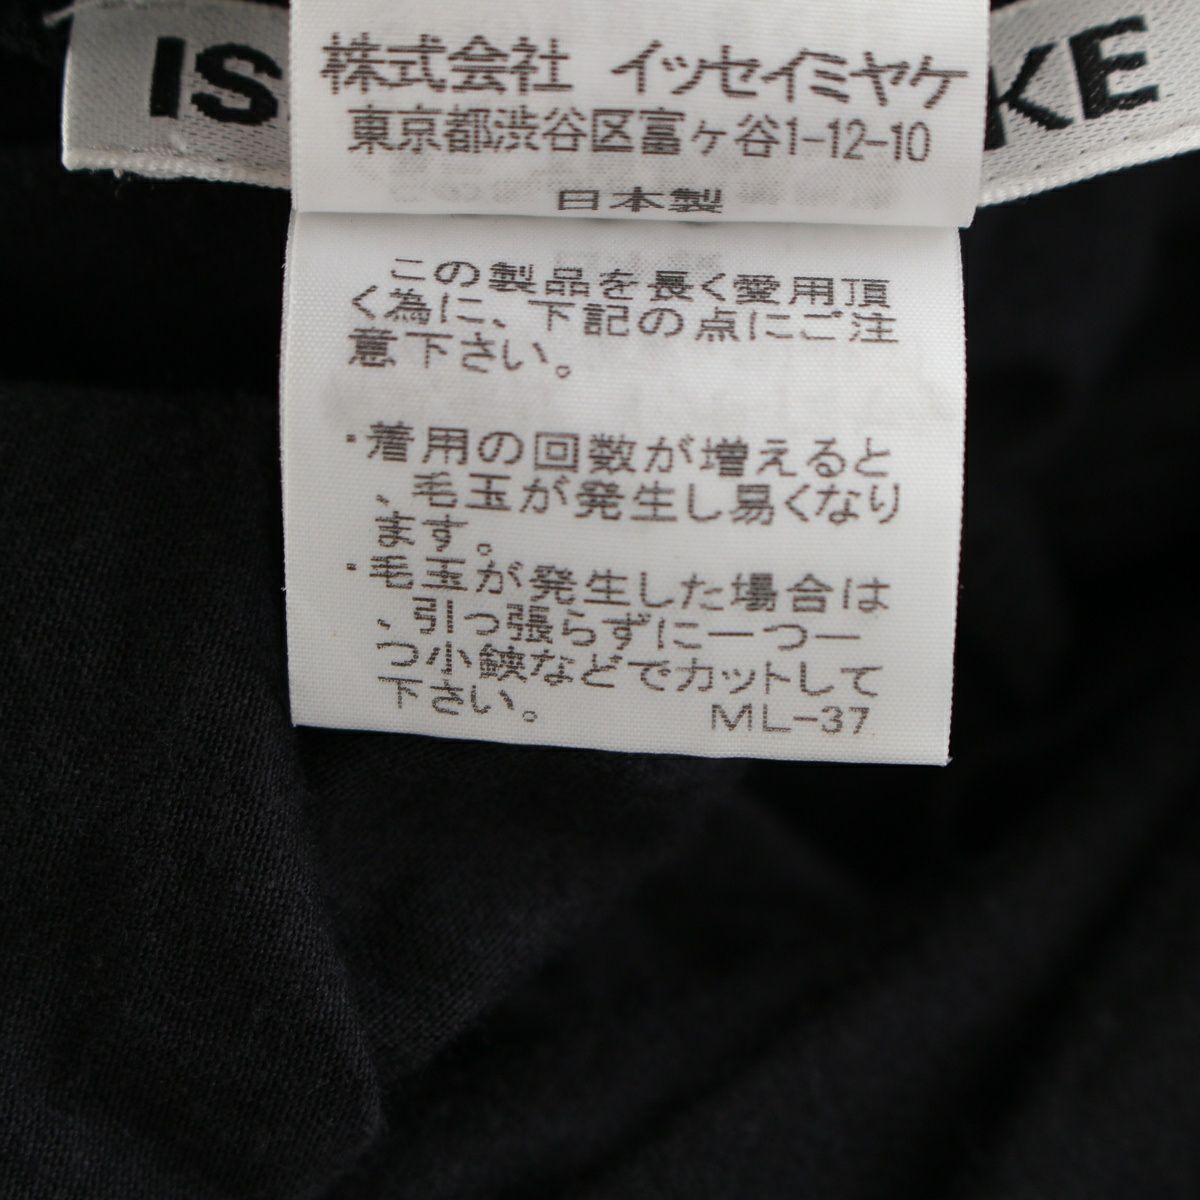 IS KE
株式会社 イッセイミヤケ
東京都渋谷区富ヶ谷1-12-10
日本製
この製品を長く愛用頂
く為に、下記の点にご注
意下さい。
・着用の回数が増えると
、毛玉が発生し易くなり
ます。
・毛玉が発生した場合は
、引っ張らずに一つ一
つ小鋏などでカットして
下さい。 ML-37